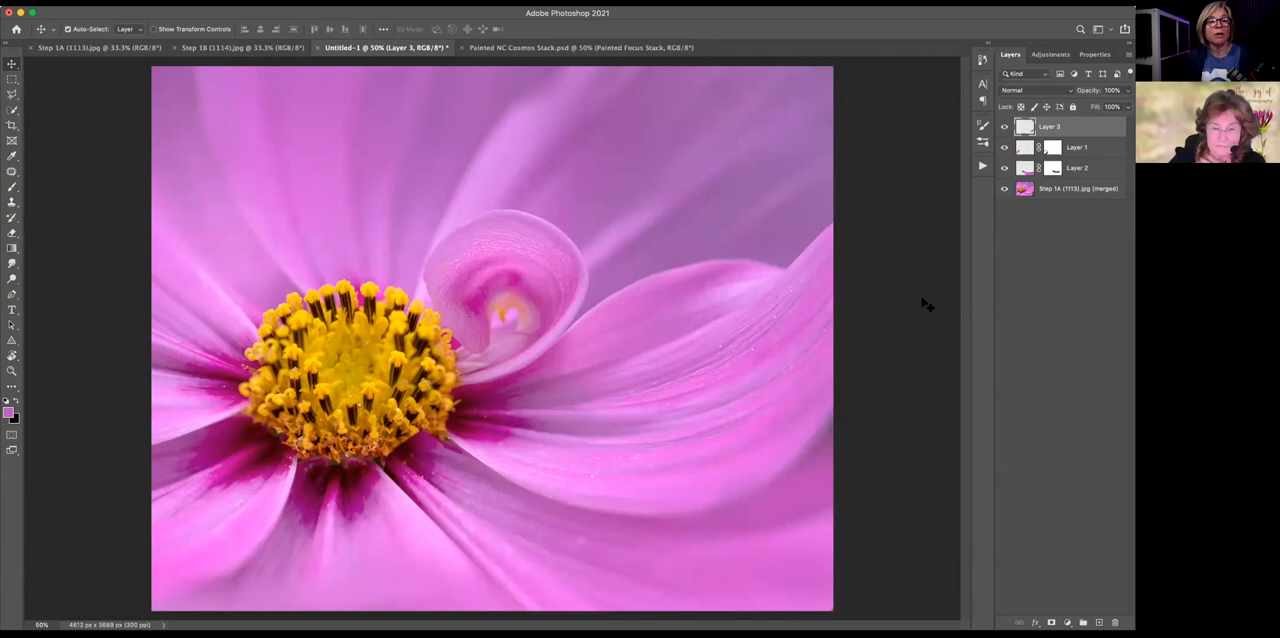 Adobe Photoshop 2021
Auto-Select: Layer Show Transform Controls 3D Mode:
Step 1A (1113).jpg @ 33.3% (RGB/8*) Step 1B (1114).jpg @ 33.3% (RGB/8*) Untitled-1 @ 50% (Layer 3, RGB/8*) * Painted NC Cosmos Stack.psd @ 50% (Painted Focus Stack, RGB/8*)
Layers Adjustments Properties
Kind
Normal Opacity: 100%
Lock: Fill: 100%
Layer 3
Layer 1
Layer 2
Step 1A (1113).jpg (merged)
50% 4612 px x 3689 px (300 ppi)